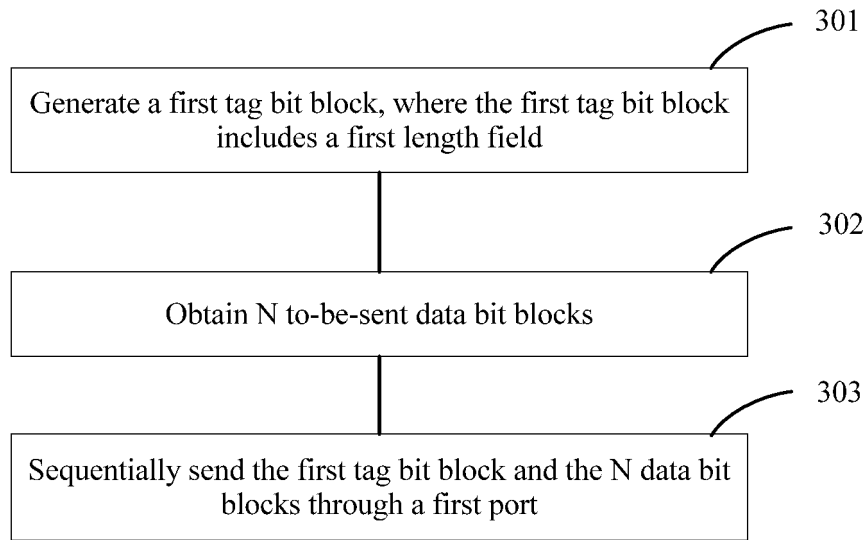 301
Generate a first tag bit block, where the first tag bit block
includes a first length field
302
Obtain N to-be-sent data bit blocks
303
Sequentially send the first tag bit block and the N data bit
blocks through a first port